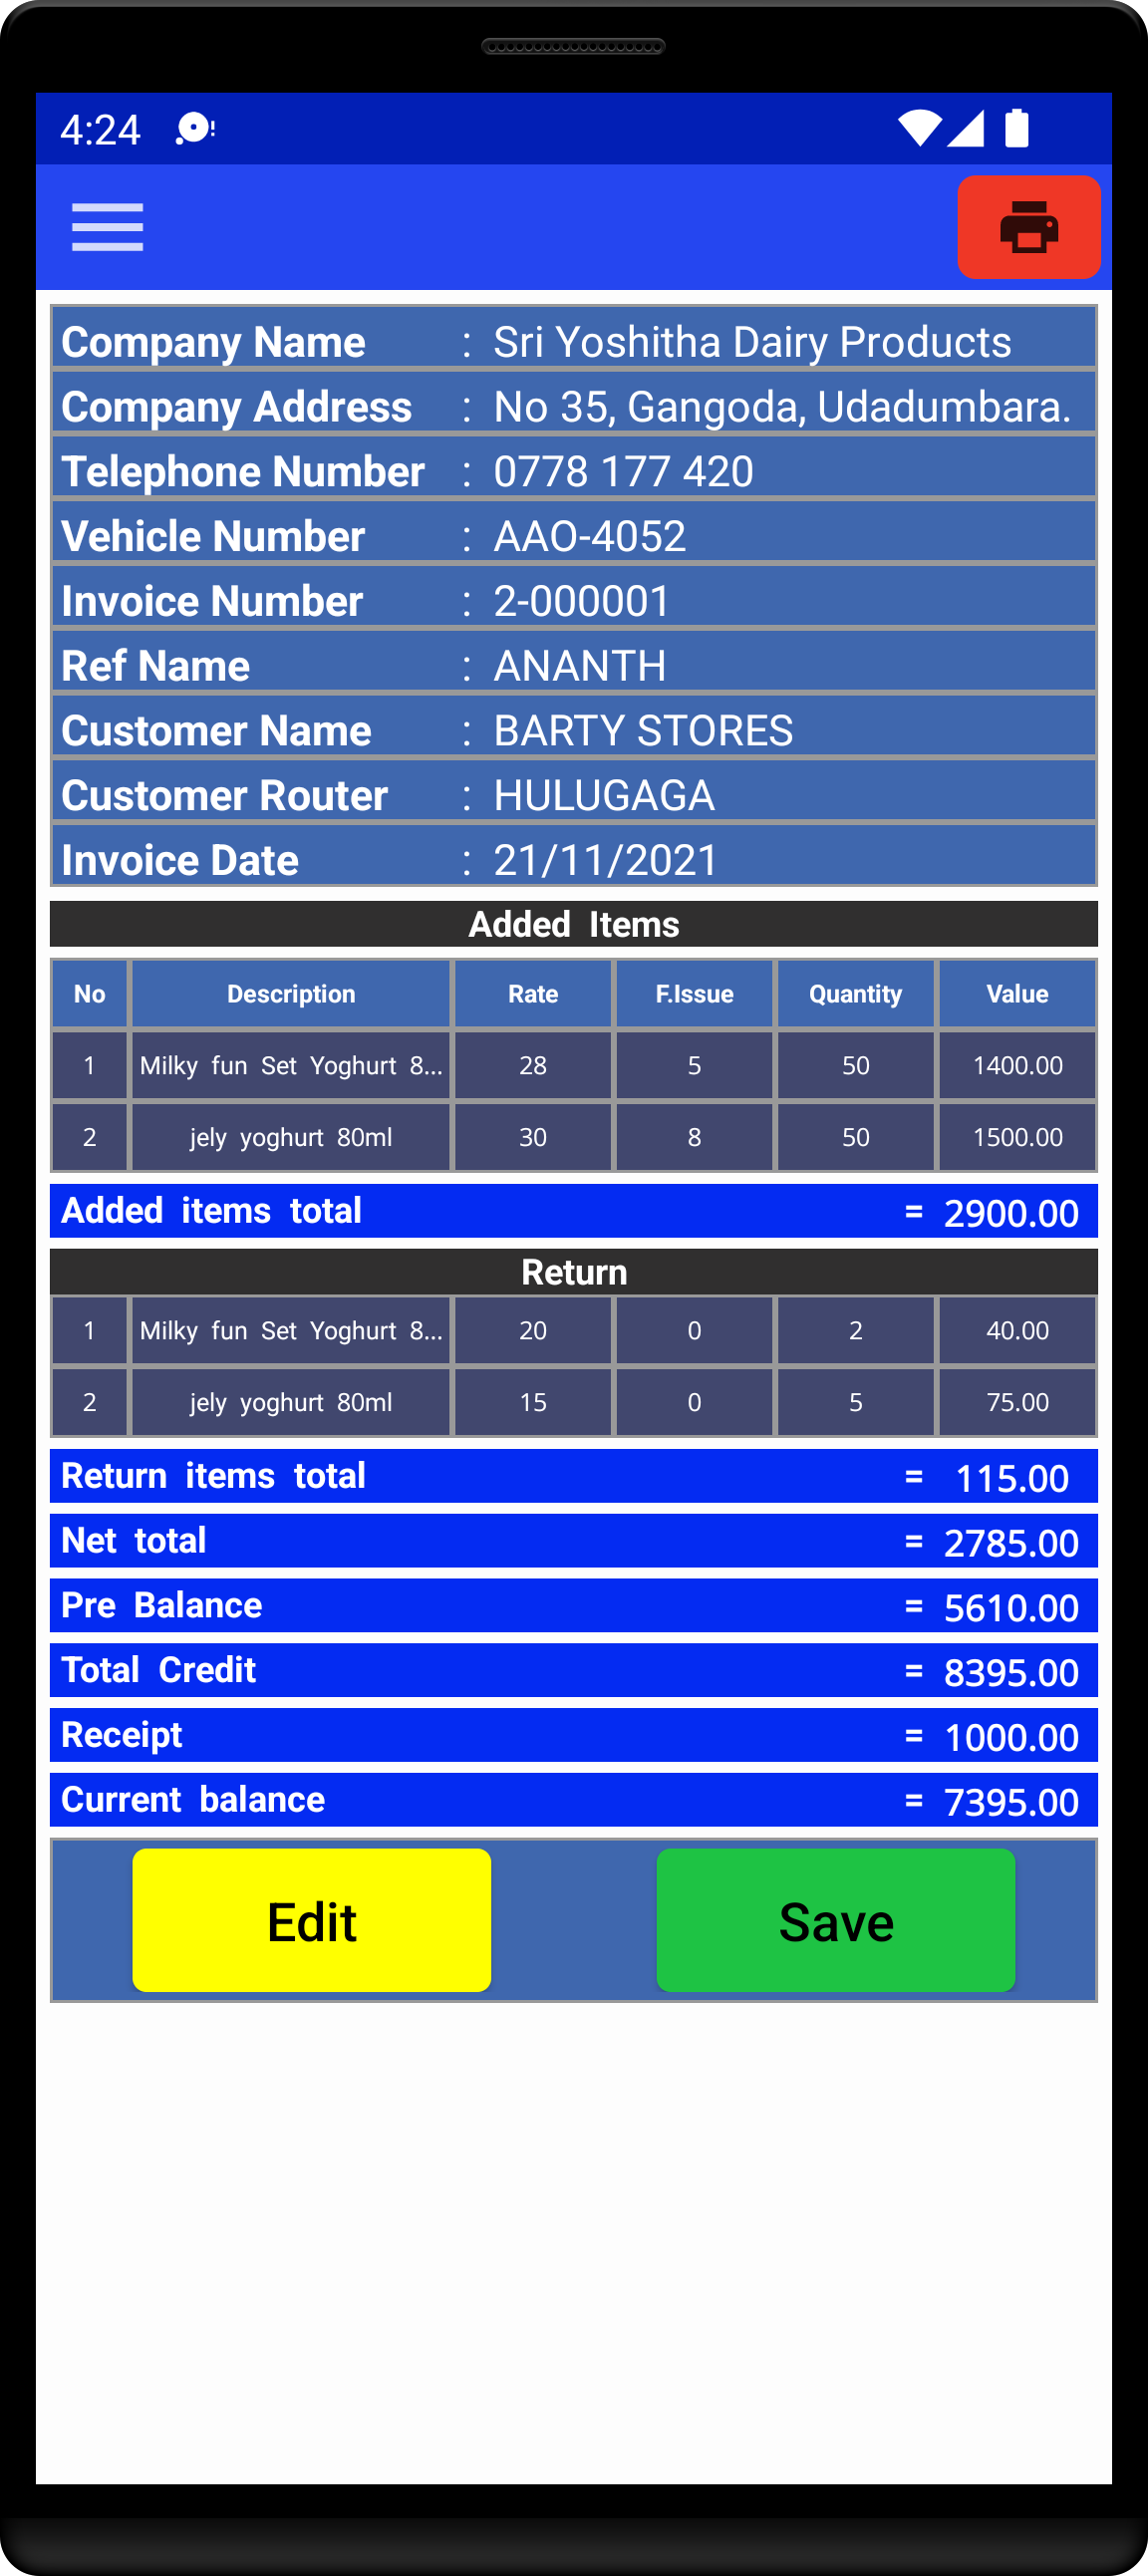 4:24
Company Name : Sri Yoshitha Dairy Products
Company Address : No 35, Gangoda, Udadumbara.
Telephone Number : 0778 177 420
Vehicle Number : AAO-4052
Invoice Number : 2-000001
Ref Name : ANANTH
Customer Name : BARTY STORES
Customer Router : HULUGAGA
Invoice Date : 21/11/2021
Added Items
No Description Rate F.Issue Quantity Value
1 Milky fun Set Yoghurt 8... 28 5 50 1400.00
2 jely yoghurt 80ml 30 8 50 1500.00
Added items total = 2900.00
Return
1 Milky fun Set Yoghurt 8... 20 0 2 40.00
2 jely yoghurt 80ml 15 0 5 75.00
Return items total = 115.00
Net total = 2785.00
Pre Balance = 5610.00
Total Credit = 8395.00
Receipt = 1000.00
Current balance = 7395.00
Edit Save